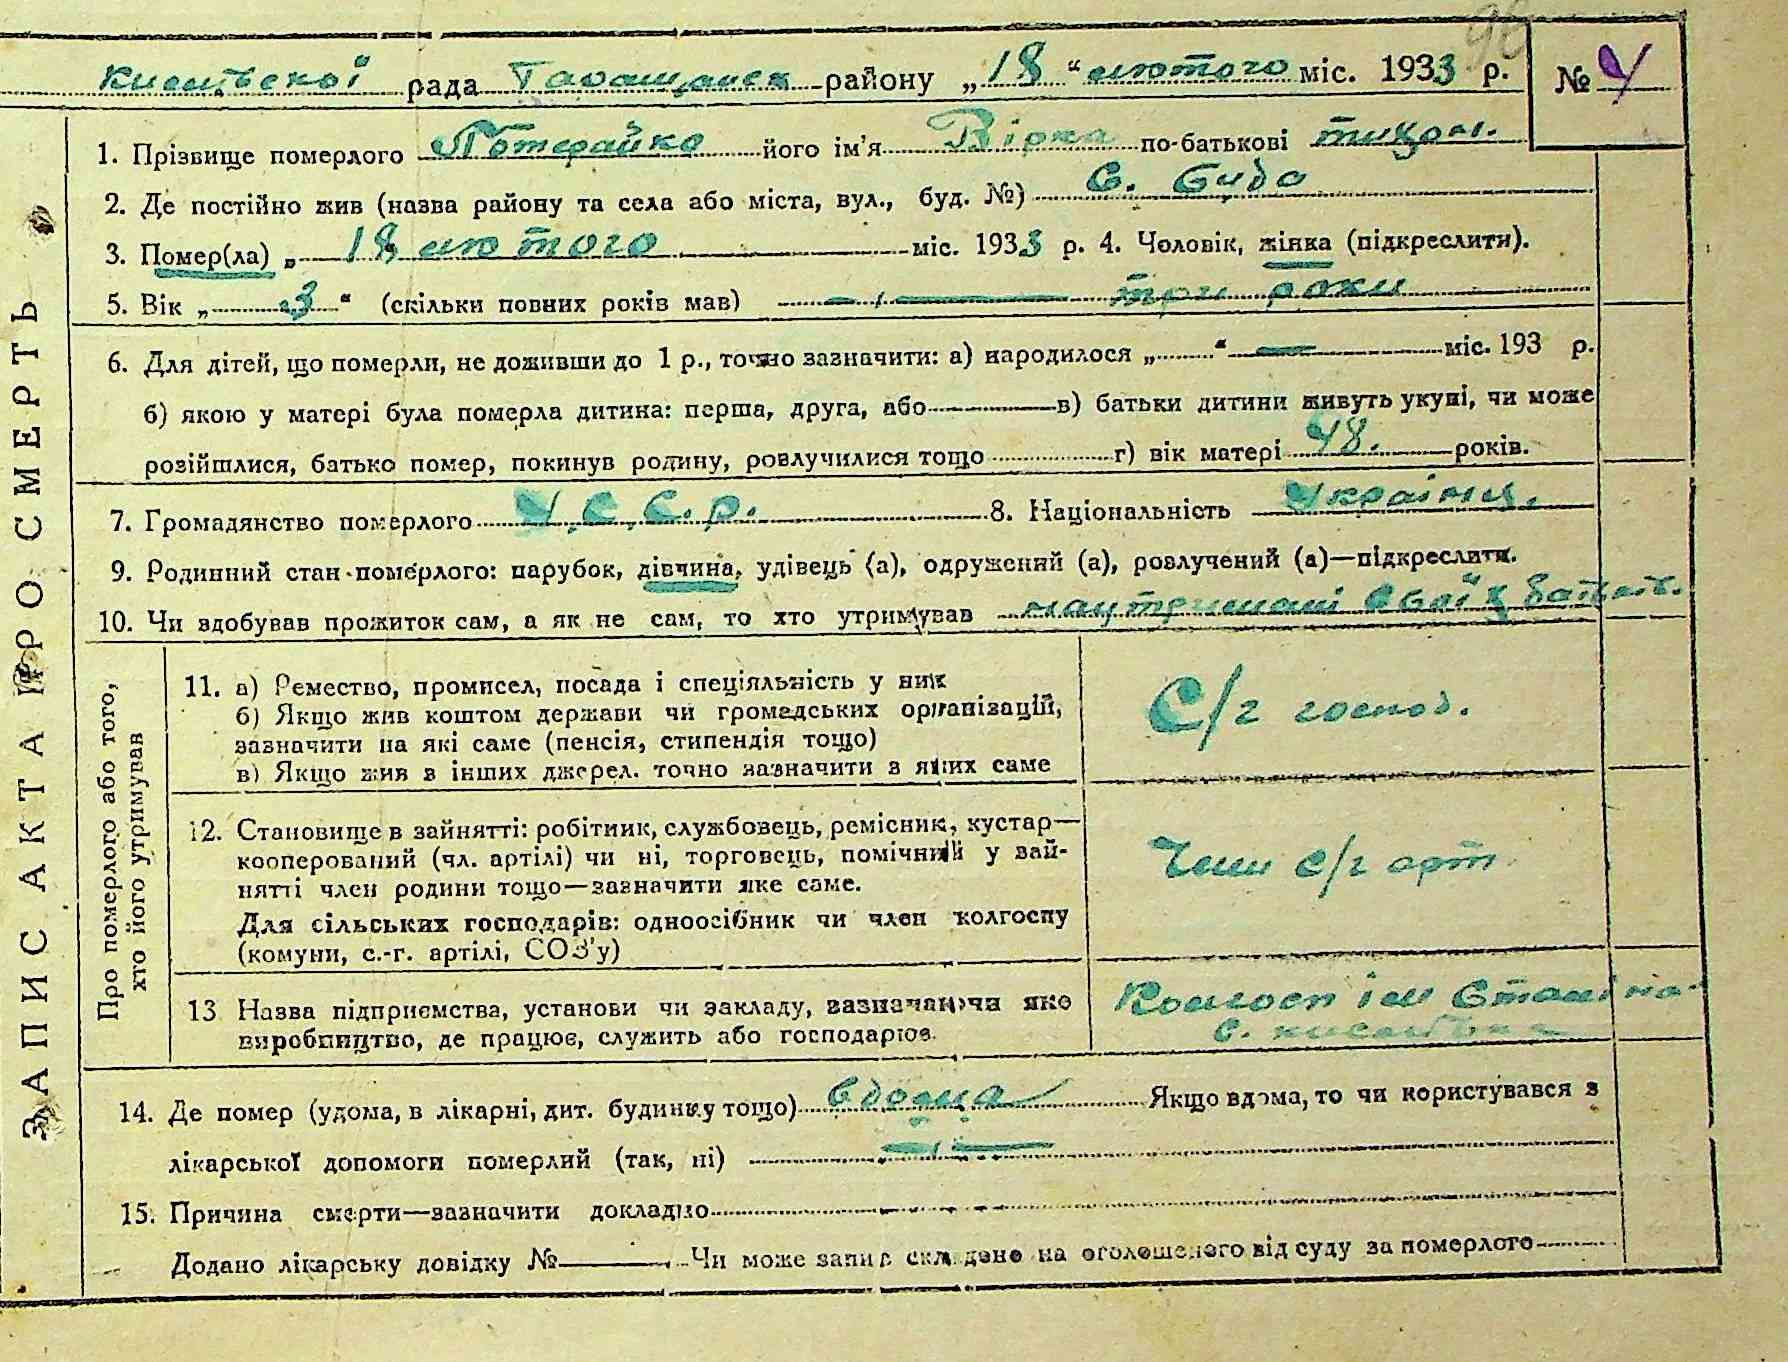 рада Таращанськ району „18“ лютого міс. 1933 р. № 4
1. Прізвище померлого Потерайко його ім'я Вірка по-батькові тихон.
2. Де постійно жив (назва району та села або міста, вул., буд. №) с.
3. Помер(ла) „ 18 лютого міс. 1933 р. 4. Чоловік, жінка (підкреслити).
5. Вік „ 3 “ (скільки повних років мав) три роки
6. Для дітей, що померли, не доживши до 1 р., точно зазначити: а) народилося „ “ — міс. 193 р.
б) якою у матері була померла дитина: перша, друга, або в) батьки дитини живуть укупі, чи може
розійшлися, батько помер, покинув родину, розлучилися тощо г) вік матері 48. років.
7. Громадянство померлого У.С.С.р. 8. Національність Україн
9. Родинний стан померлого: парубок, дівчина, удівець (а), одружений (а), розлучений (а)—підкреслити.
10. Чи здобував прожиток сам, а як не сам, то хто утримував на утриманні своїх батьків.
ЗАПИС АКТА ПРО СМЕРТЬ
Про померлого або того,
хто його утримував
11. а) Ремество, промисел, посада і спеціяльність у них
б) Якщо жив коштом держави чи громадських організацій,
зазначити на які саме (пенсія, стипендія тощо)
в) Якщо жив з інших джерел. точно зазначити з яких саме
С/г господ.
12. Становище в зайнятті: робітник, службовець, ремісник, кустар—
кооперований (чл. артілі) чи ні, торговець, помічний у зай-
нятті член родини тощо—зазначити яке саме.
Для сільських господарів: одноосібник чи член колгоспу
(комуни, с.-г. артілі, СОЗ'у)
Член с/г арт
13 Назва підприємства, установи чи закладу, зазначаючи яке
виробництво, де працює, служить або господарює.
Колгосп ім Сталіна
с.
14. Де помер (удома, в лікарні, дит. будинку тощо) вдома Якщо вдома, то чи користувався з
лікарської допомоги померлий (так, ні)
15. Причина смерти—зазначити докладно
Додано лікарську довідку № Чи може запис складено на оголошеного від суду за померлого